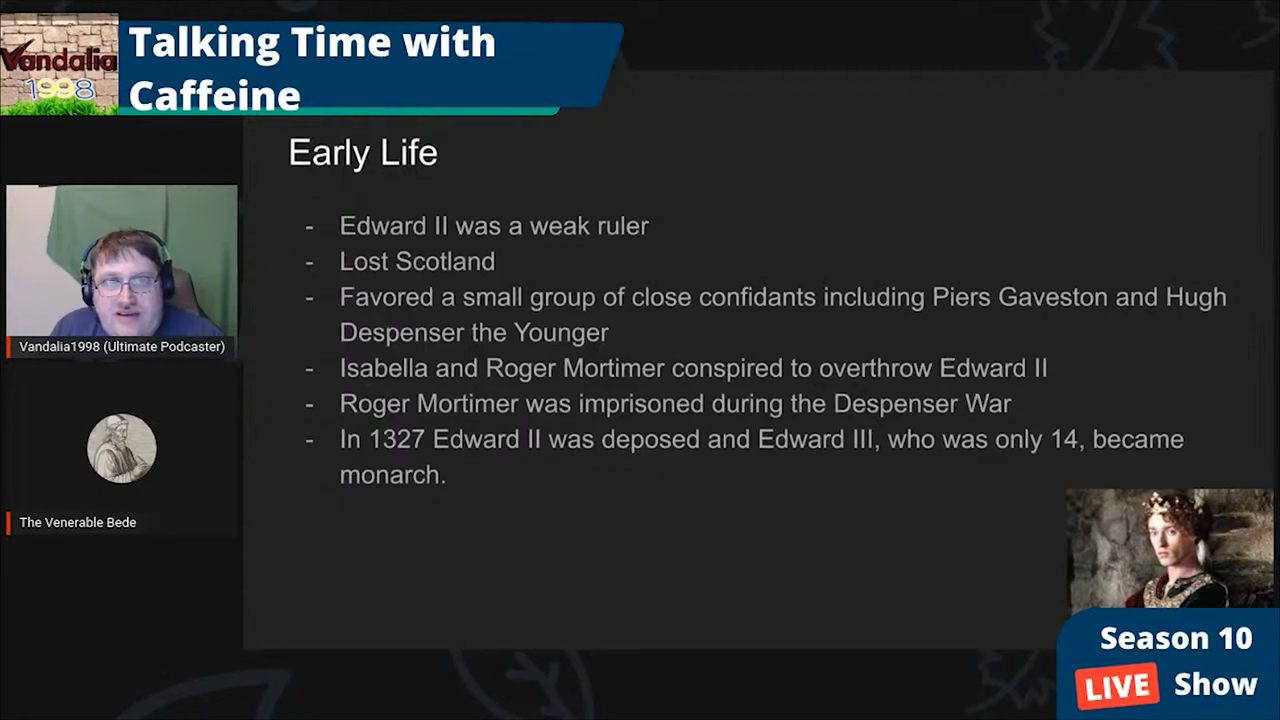 Vandalia
1998
Talking Time with
Caffeine
Early Life
- Edward II was a weak ruler
- Lost Scotland
- Favored a small group of close confidants including Piers Gaveston and Hugh
Despenser the Younger
- Isabella and Roger Mortimer conspired to overthrow Edward II
- Roger Mortimer was imprisoned during the Despenser War
- In 1327 Edward II was deposed and Edward III, who was only 14, became
monarch.
Vandalia1998 (Ultimate Podcaster)
The Venerable Bede
Season 10
LIVE Show